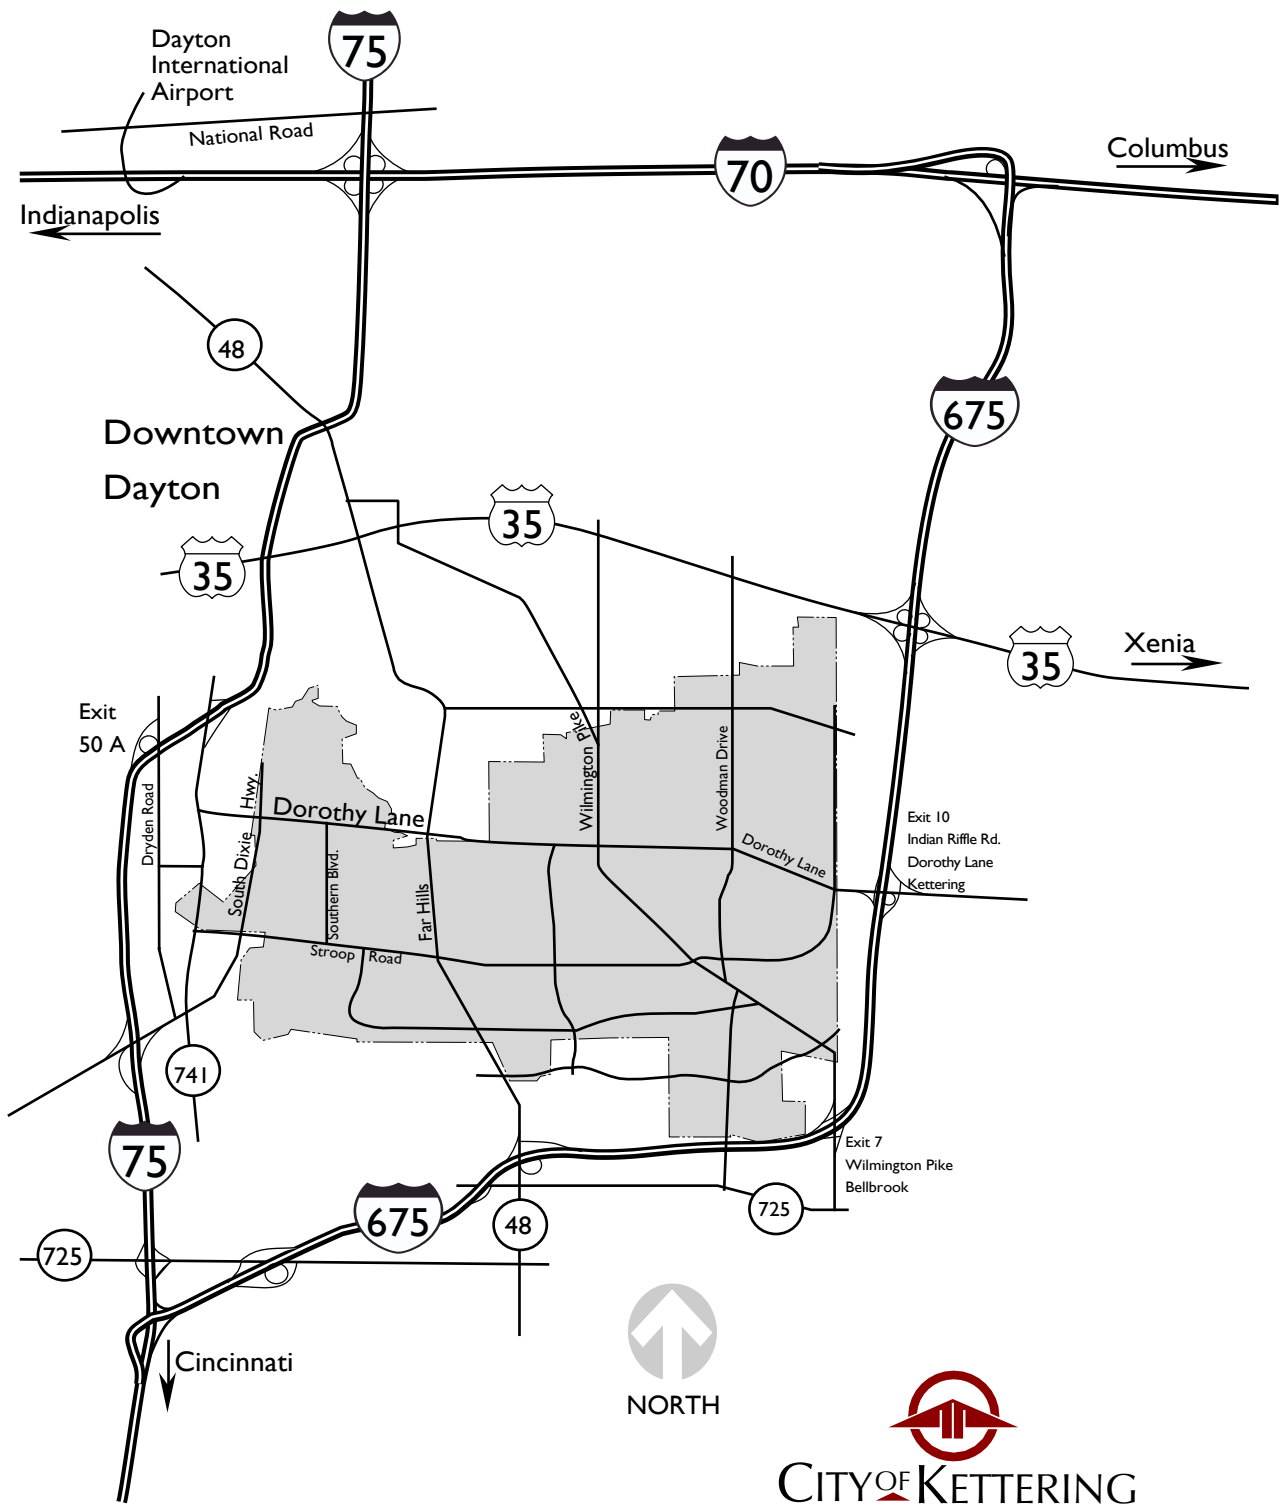 75
Dayton
International
Airport
National Road
70
Columbus
Indianapolis
48
675
Downtown
Dayton
35
35
Xenia
35
Exit
50 A
Dryden Road
South Dixie Hwy.
Dorothy Lane
Southern Blvd.
Far Hills
Stroop Road
Wilmington Pike
Woodman Drive
Dorothy Lane
Exit 10
Indian Riffle Rd.
Dorothy Lane
Kettering
741
75
Exit 7
Wilmington Pike
Bellbrook
675
48
725
725
Cincinnati
NORTH
CITY OF KETTERING